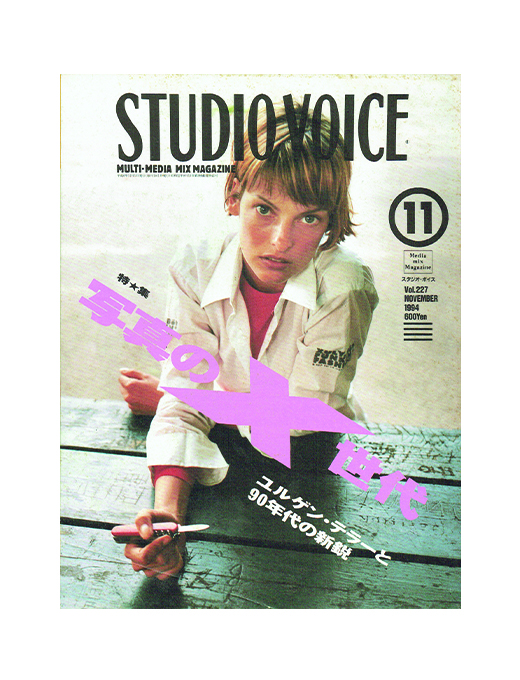 STUDIO VOICE
MULTI-MEDIA MIX MAGAZINE
11
Media
mix
Magazine
スタジオ・ボイス
Vol.227
NOVEMBER
1994
600Yen
特★集
写真の
X
世代
ユルゲン・テラーと
90年代の新鋭